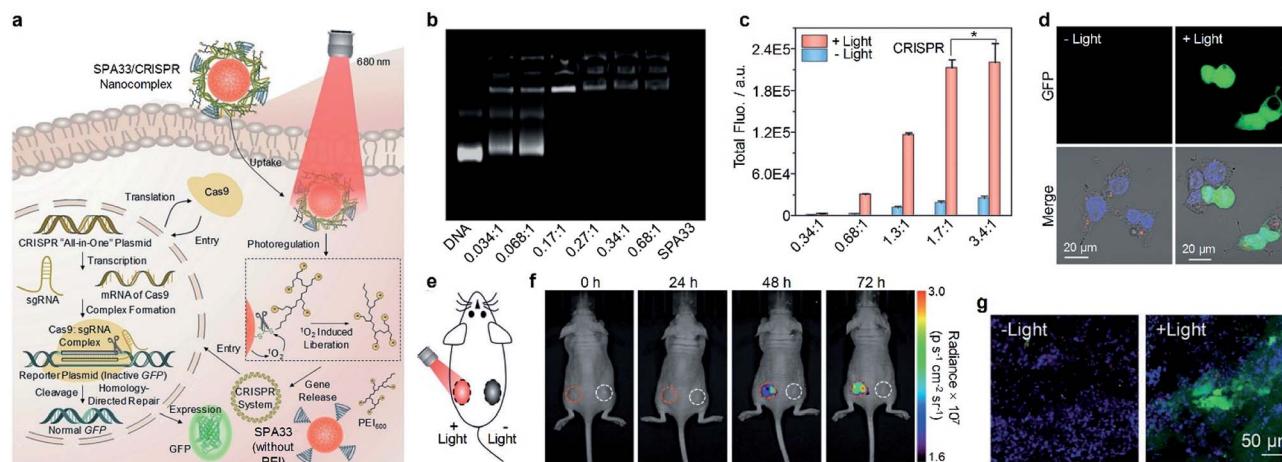 a
SPA33/CRISPR
Nanocomplex
680 nm
Uptake
Translation
Cas9
Entry
CRISPR "All-in-One" Plasmid
Transcription
sgRNA
mRNA of Cas9
Complex Formation
Cas9: sgRNA
Complex
Reporter Plasmid (Inactive GFP)
Cleavage
Homology-
Directed Repair
Normal GFP
Photoregulation
¹O₂
¹O₂ Induced
Liberation
Entry
CRISPR
System
Gene
Release
PEI₆₀₀
Expression
GFP
SPA33
(without
b
DNA
0.034:1
0.068:1
0.17:1
0.27:1
0.34:1
0.68:1
SPA33
c
Total Fluo. / a.u.
2.4E5
1.2E5
6.0E4
0
+ Light
- Light
CRISPR
*
0.34:1
0.68:1
1.3:1
1.7:1
3.4:1
d
- Light
+ Light
GFP
Merge
20 µm
20 µm
e
+
Light
-
Light
f
0 h
24 h
48 h
72 h
3.0
1.6
Radiance × 10⁷
(p s⁻¹ cm⁻² sr⁻¹)
g
-Light
+Light
50 µm